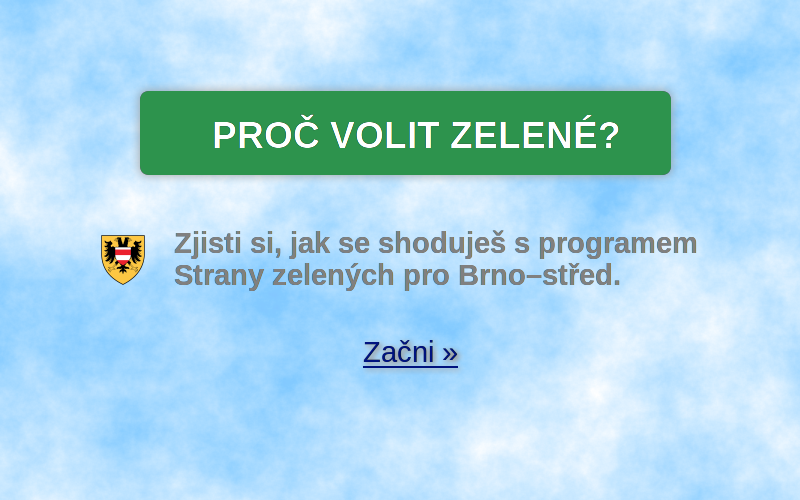 PROČ VOLIT ZELENÉ?
Zjisti si, jak se shoduješ s programem
Strany zelených pro Brno–střed.
Začni »